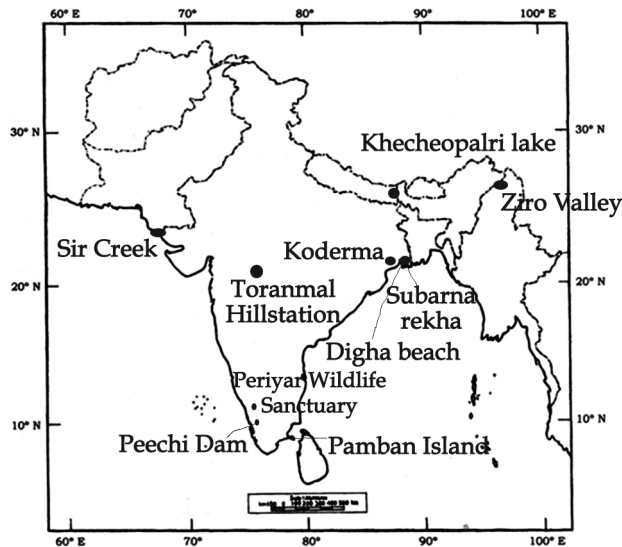 60° E 70° E 80° E 90° E 100° E
30° N 30° N
Khecheopalri lake
Ziro Valley
Sir Creek
Koderma
20° N 20° N
Toranmal
Hillstation
Subarna
rekha
Digha beach
Periyar Wildlife
Sanctuary
10° N 10° N
Peechi Dam
Pamban Island
60° E 70° E 80° E 90° E 100° E